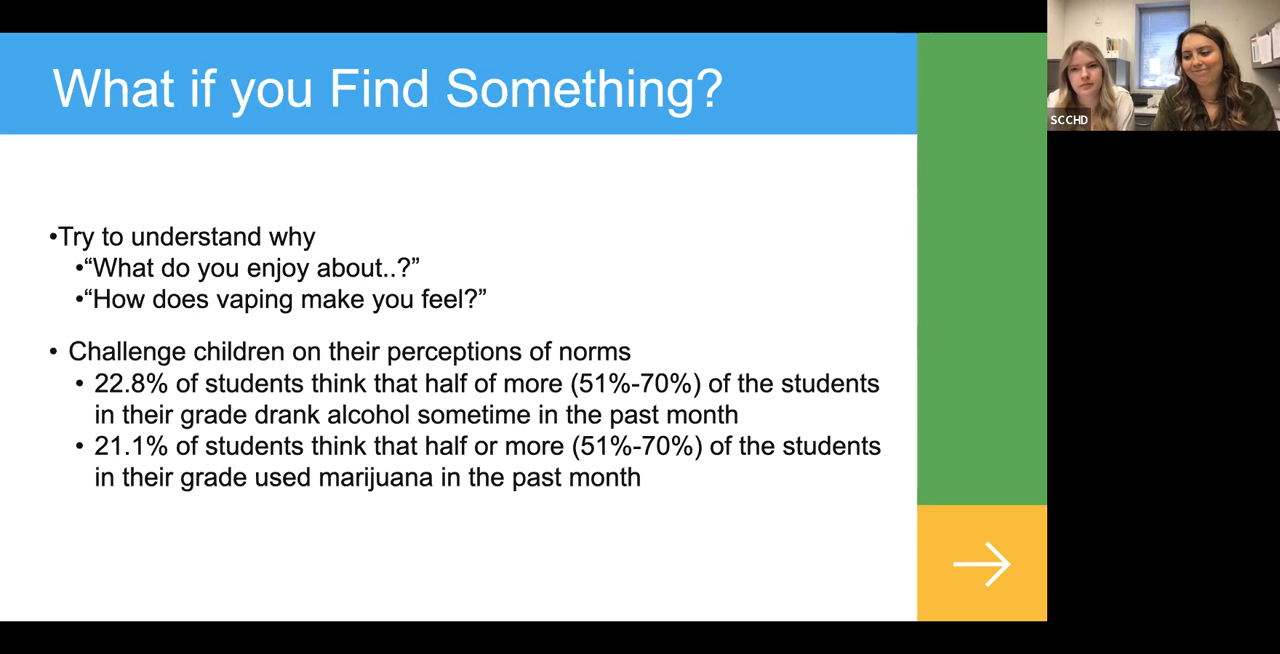 What if you Find Something?
SCCHD
•Try to understand why
•“What do you enjoy about..?”
•“How does vaping make you feel?”
• Challenge children on their perceptions of norms
• 22.8% of students think that half of more (51%-70%) of the students
in their grade drank alcohol sometime in the past month
• 21.1% of students think that half or more (51%-70%) of the students
in their grade used marijuana in the past month